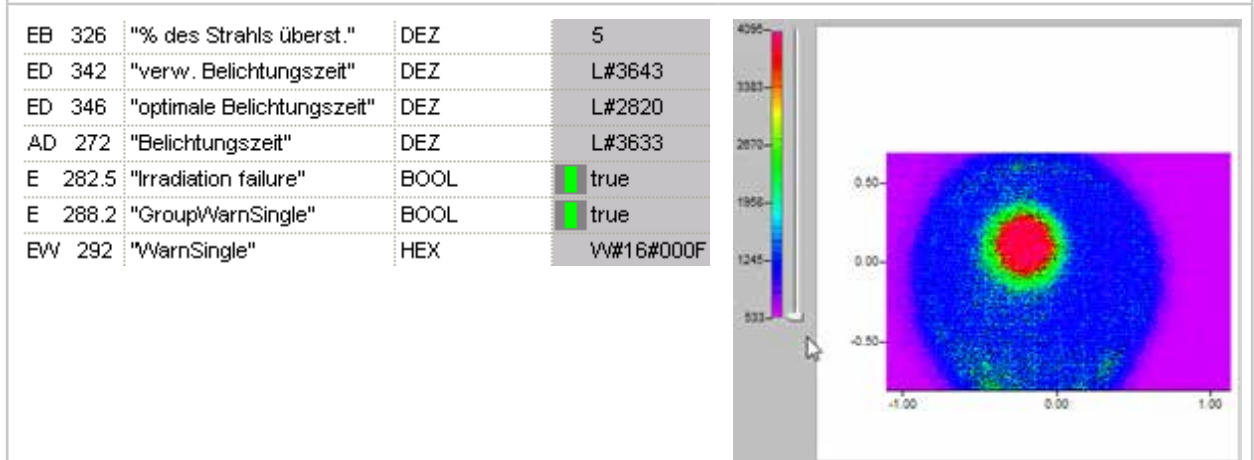 EB 326 "% des Strahls überst." DEZ 5
ED 342 "verw. Belichtungszeit" DEZ L#3643
ED 346 "optimale Belichtungszeit" DEZ L#2820
AD 272 "Belichtungszeit" DEZ L#3633
E 282.5 "Irradiation failure" BOOL true
E 288.2 "GroupWarnSingle" BOOL true
EW 292 "WarnSingle" HEX W#16#000F
4095
3383
2670
1958
1245
533
0.50
0.00
-0.50
-1.00 0.00 1.00